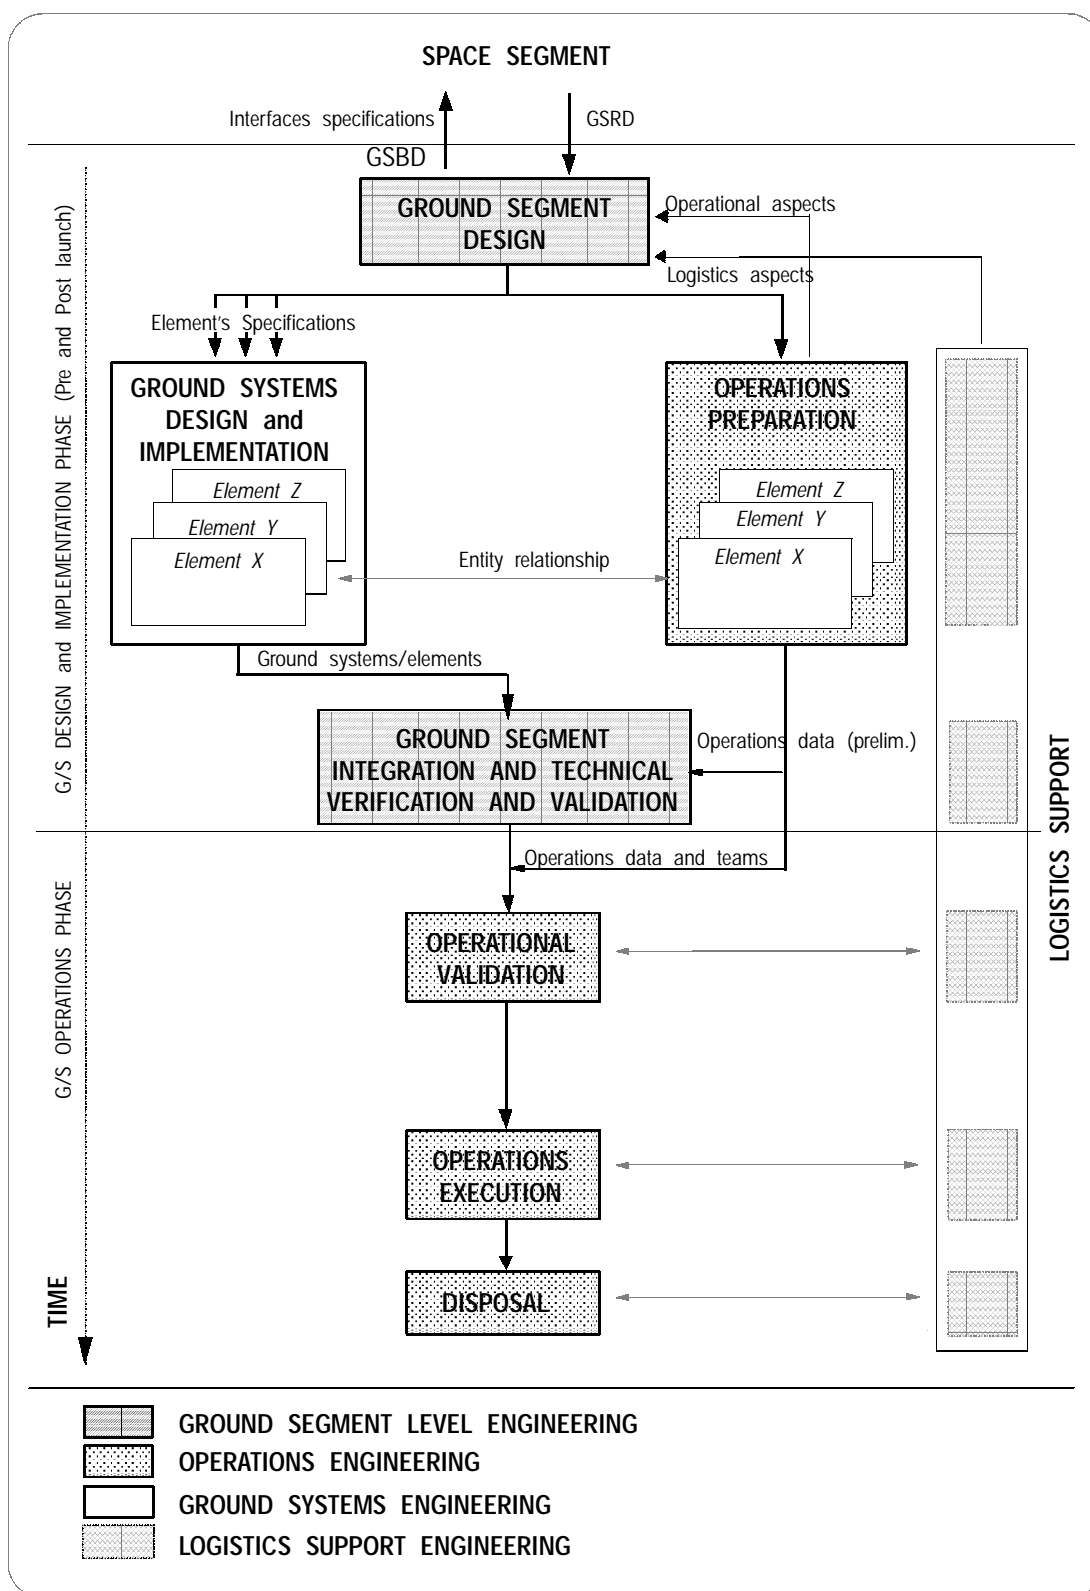 SPACE SEGMENT
Interfaces specifications
GSRD
GSBD
GROUND SEGMENT
DESIGN
Operational aspects
Logistics aspects
Element's Specifications
GROUND SYSTEMS
DESIGN and
IMPLEMENTATION
Element Z
Element Y
Element X
OPERATIONS
PREPARATION
Element Z
Element Y
Element X
Entity relationship
Ground systems/elements
GROUND SEGMENT
INTEGRATION AND TECHNICAL
VERIFICATION AND VALIDATION
Operations data (prelim.)
Operations data and teams
OPERATIONAL
VALIDATION
OPERATIONS
EXECUTION
DISPOSAL
G/S DESIGN and IMPLEMENTATION PHASE (Pre and Post launch)
G/S OPERATIONS PHASE
TIME
LOGISTICS SUPPORT
GROUND SEGMENT LEVEL ENGINEERING
OPERATIONS ENGINEERING
GROUND SYSTEMS ENGINEERING
LOGISTICS SUPPORT ENGINEERING